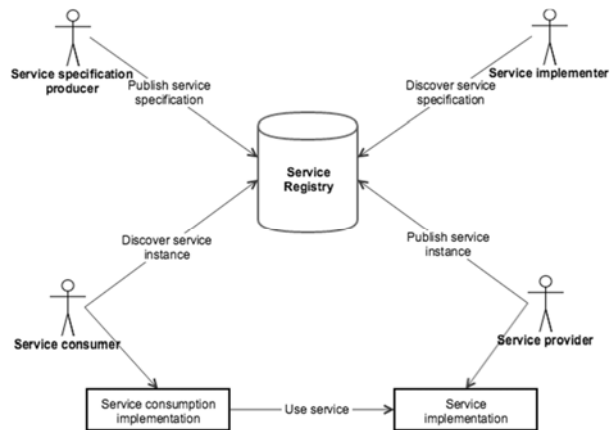 Service specification
producer
Service implementer
Publish service
specification
Discover service
specification
Service
Registry
Discover service
instance
Publish service
instance
Service consumer
Service provider
Service consumption
implementation
Use service
Service
implementation